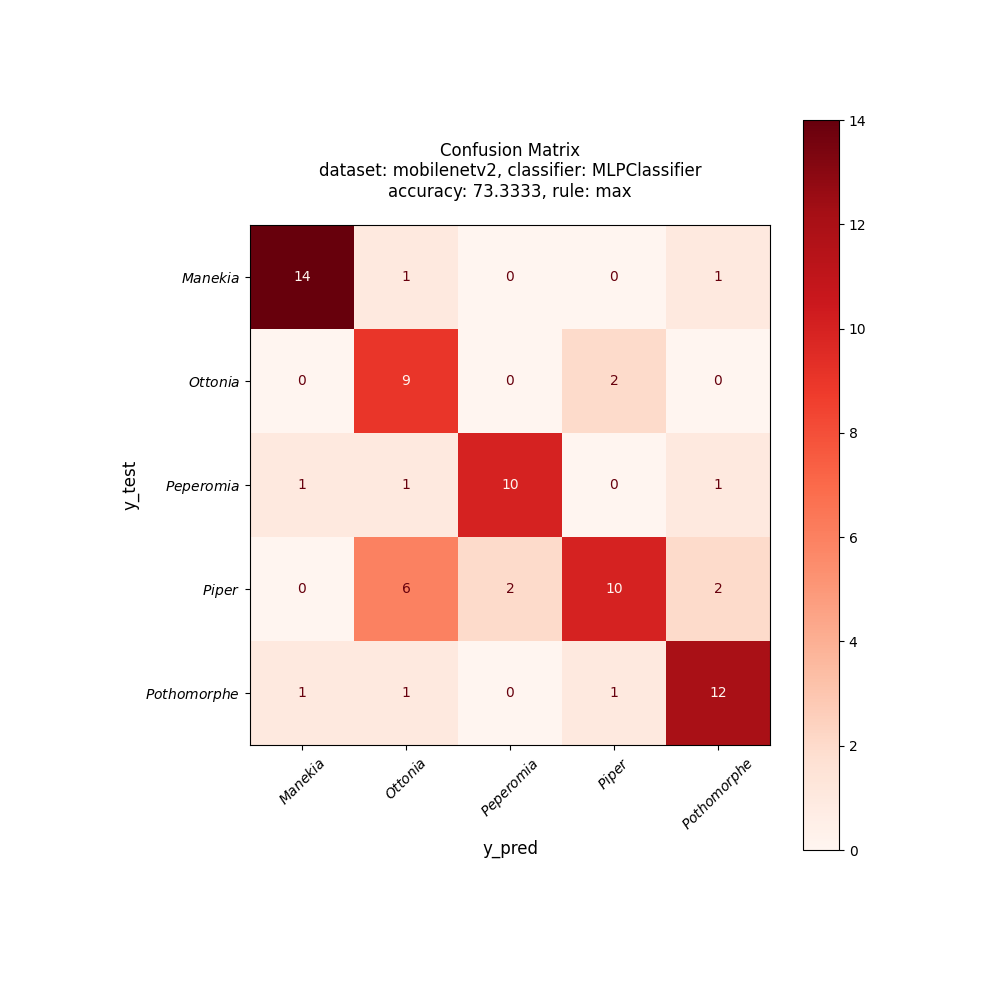 Confusion Matrix
dataset: mobilenetv2, classifier: MLPClassifier
accuracy: 73.3333, rule: max
14
12
10
8
6
4
2
0
y_test
Manekia 14 1 0 0 1
Ottonia 0 9 0 2 0
Peperomia 1 1 10 0 1
Piper 0 6 2 10 2
Pothomorphe 1 1 0 1 12
Manekia Ottonia Peperomia Piper Pothomorphe
y_pred